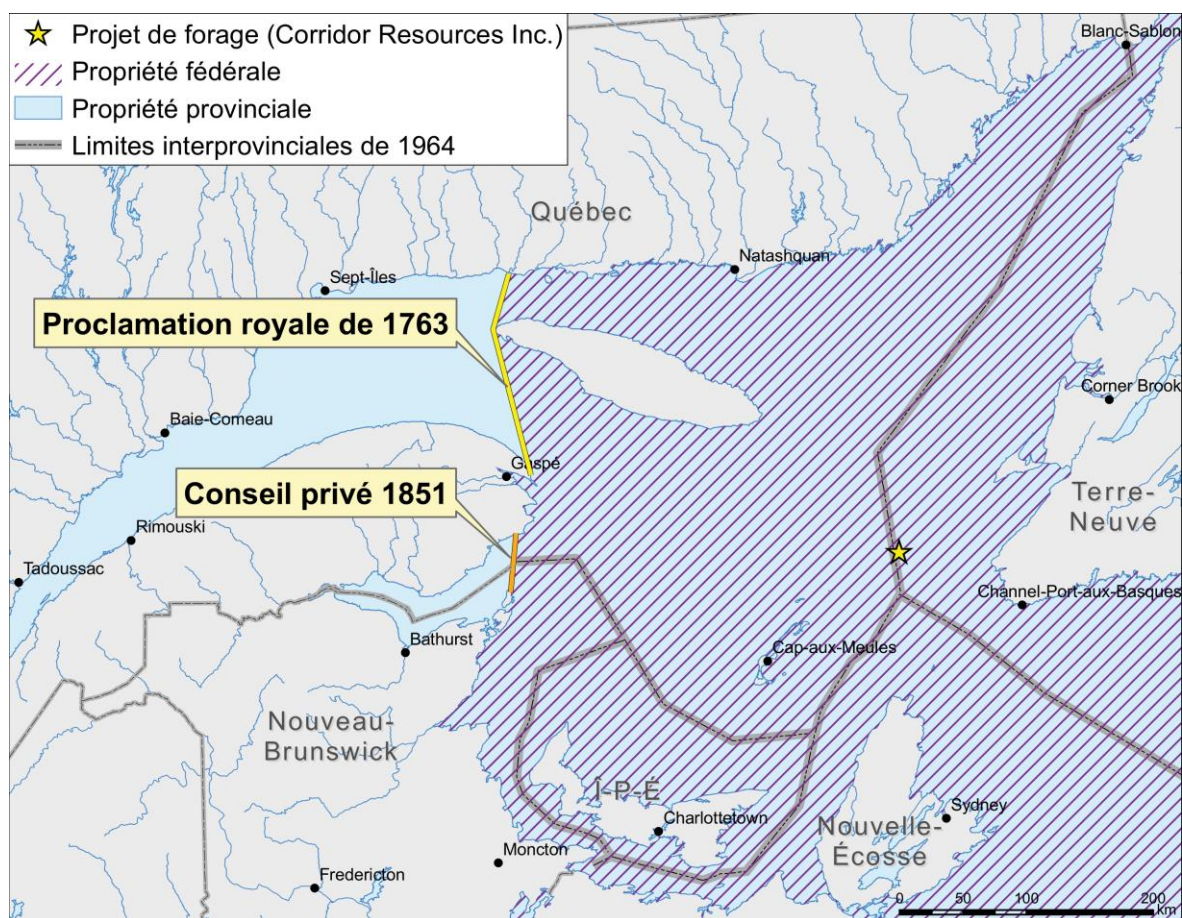 Projet de forage (Corridor Resources Inc.)
Propriété fédérale
Propriété provinciale
Limites interprovinciales de 1964
Blanc-Sablon
Québec
Natashquan
Sept-Îles
Proclamation royale de 1763
Corner Brook
Baie-Comeau
Gaspé
Conseil privé 1851
Terre-
Neuve
Rimouski
Tadoussac
Channel-Port-aux-Basques
Bathurst
Cap-aux-Meules
Nouveau-
Brunswick
Î-P-É
Charlottetown
Sydney
Nouvelle-
Écosse
Moncton
Fredericton
0 50 100 200
km